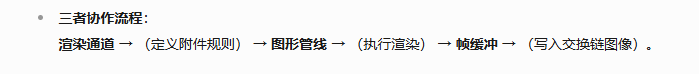 三者协作流程：
渲染通道 → （定义附件规则） → 图形管线 → （执行渲染） → 帧缓冲 → （写入交换链图像）。